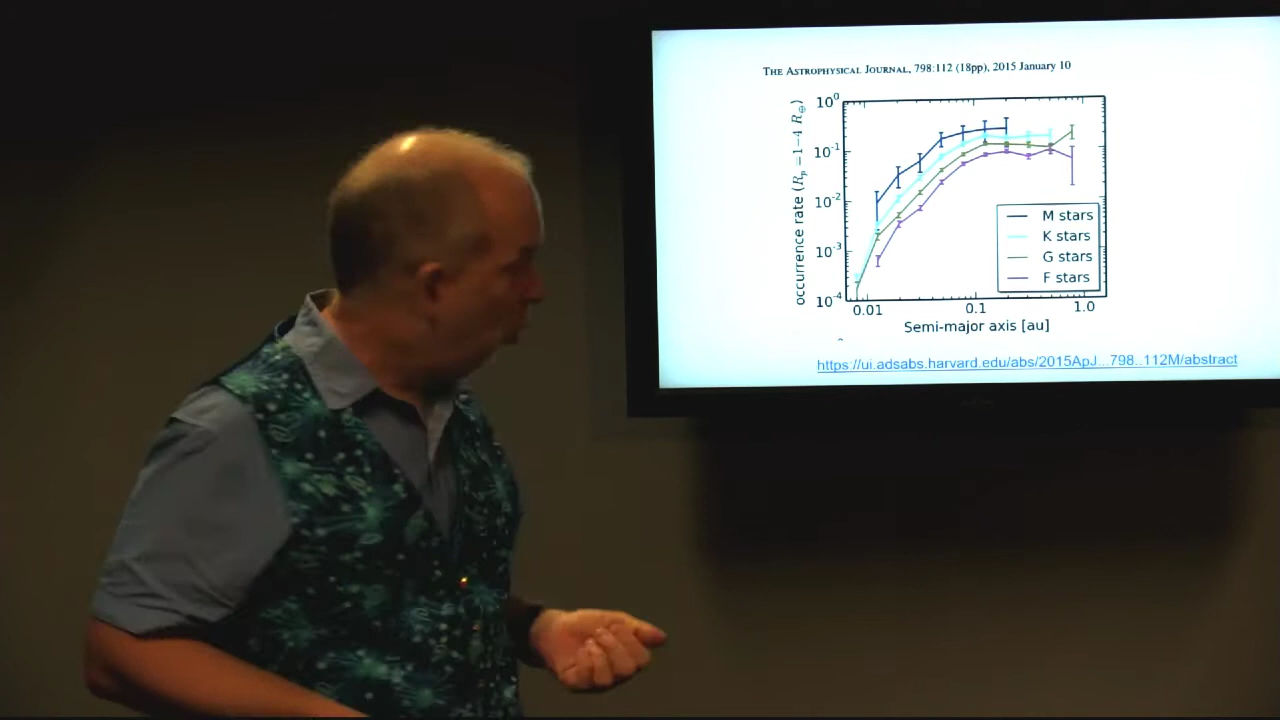 THE ASTROPHYSICAL JOURNAL, 798:112 (18pp), 2015 January 10
occurrence rate (Rp = 1−4 R⊕)
10⁰
10⁻¹
10⁻²
10⁻³
10⁻⁴
M stars
K stars
G stars
F stars
0.01 0.1 1.0
Semi-major axis [au]
https://ui.adsabs.harvard.edu/abs/2015ApJ...798..112M/abstract